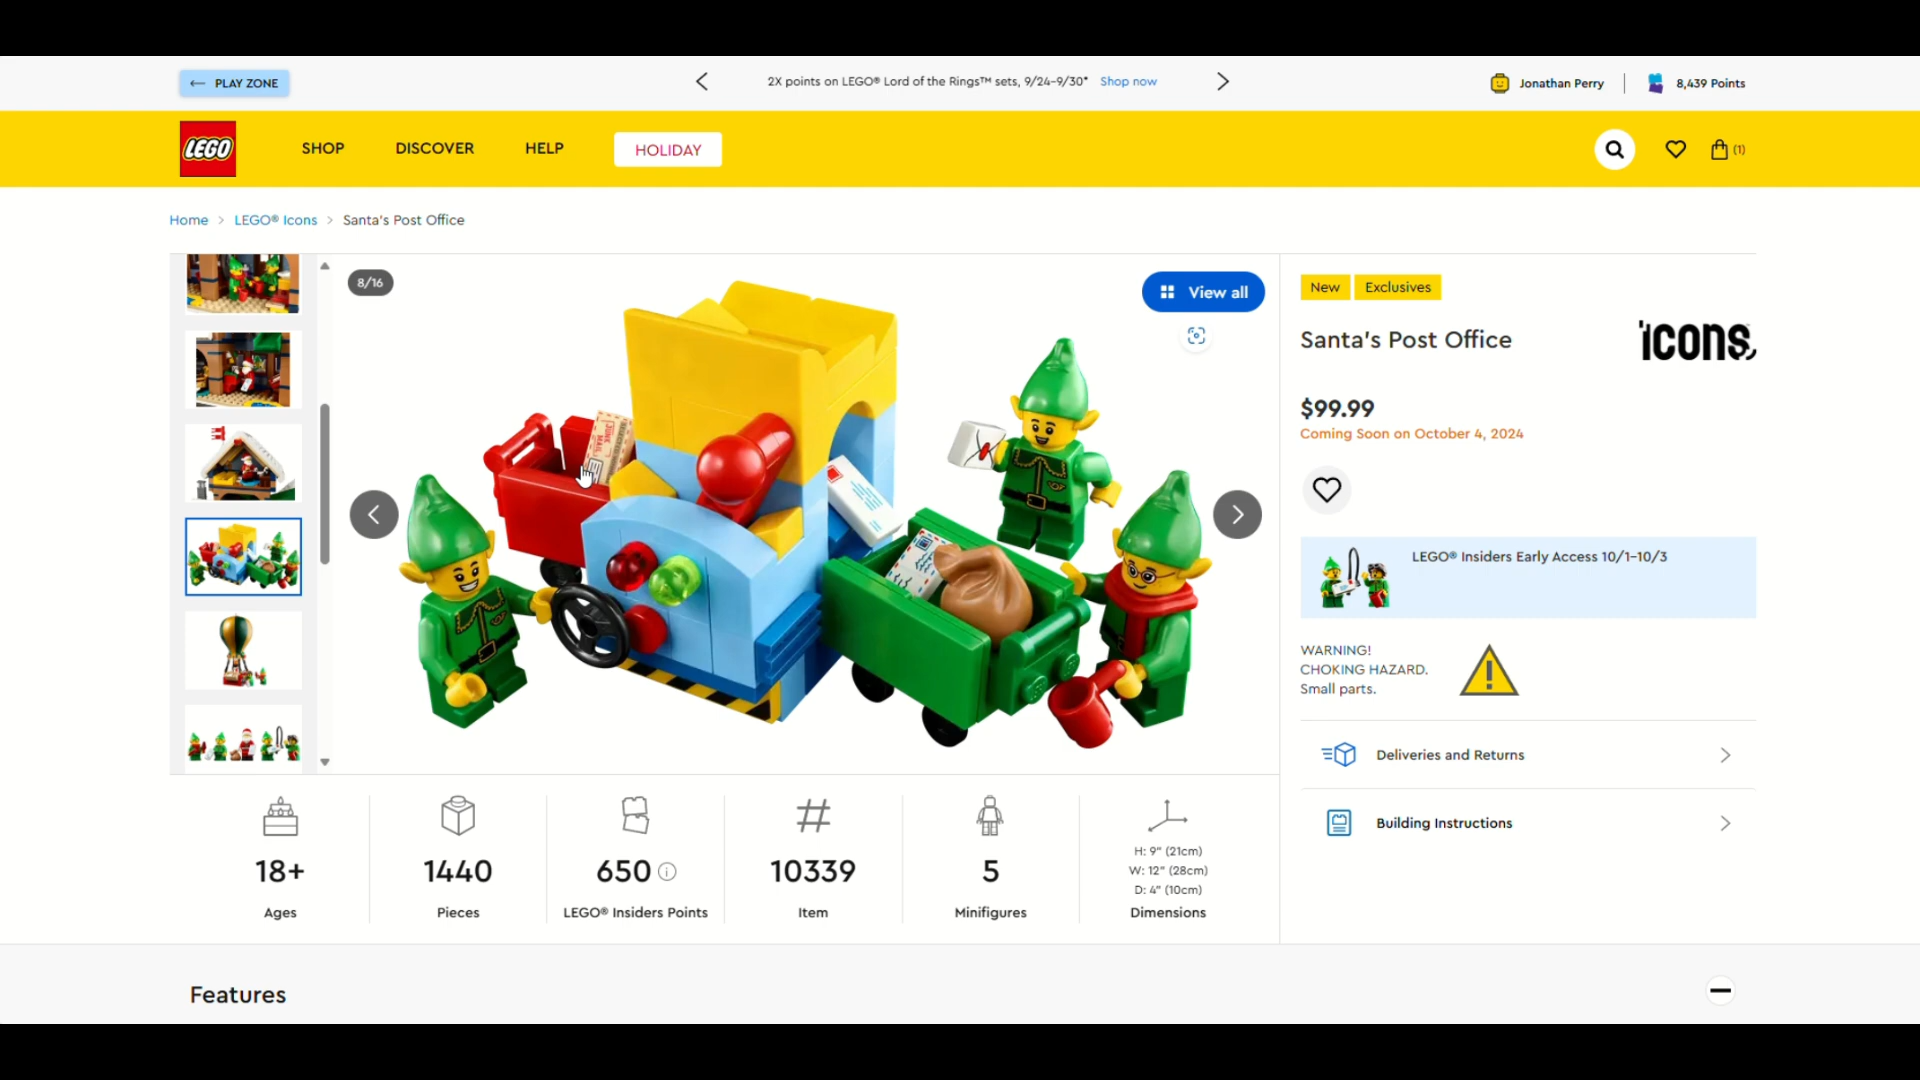 PLAY ZONE
2X points on LEGO® Lord of the Rings™ sets, 9/24-9/30* Shop now
Jonathan Perry
8,439 Points
LEGO
SHOP
DISCOVER
HELP
HOLIDAY
(1)
Home > LEGO® Icons > Santa's Post Office
8/16
View all
New
Exclusives
Santa's Post Office
icons
$99.99
Coming Soon on October 4, 2024
LEGO® Insiders Early Access 10/1-10/3
WARNING!
CHOKING HAZARD.
Small parts.
Deliveries and Returns
Building Instructions
18+
Ages
1440
Pieces
650
LEGO® Insiders Points
10339
Item
5
Minifigures
H: 9" (21cm)
W: 12" (28cm)
D: 4" (10cm)
Dimensions
Features